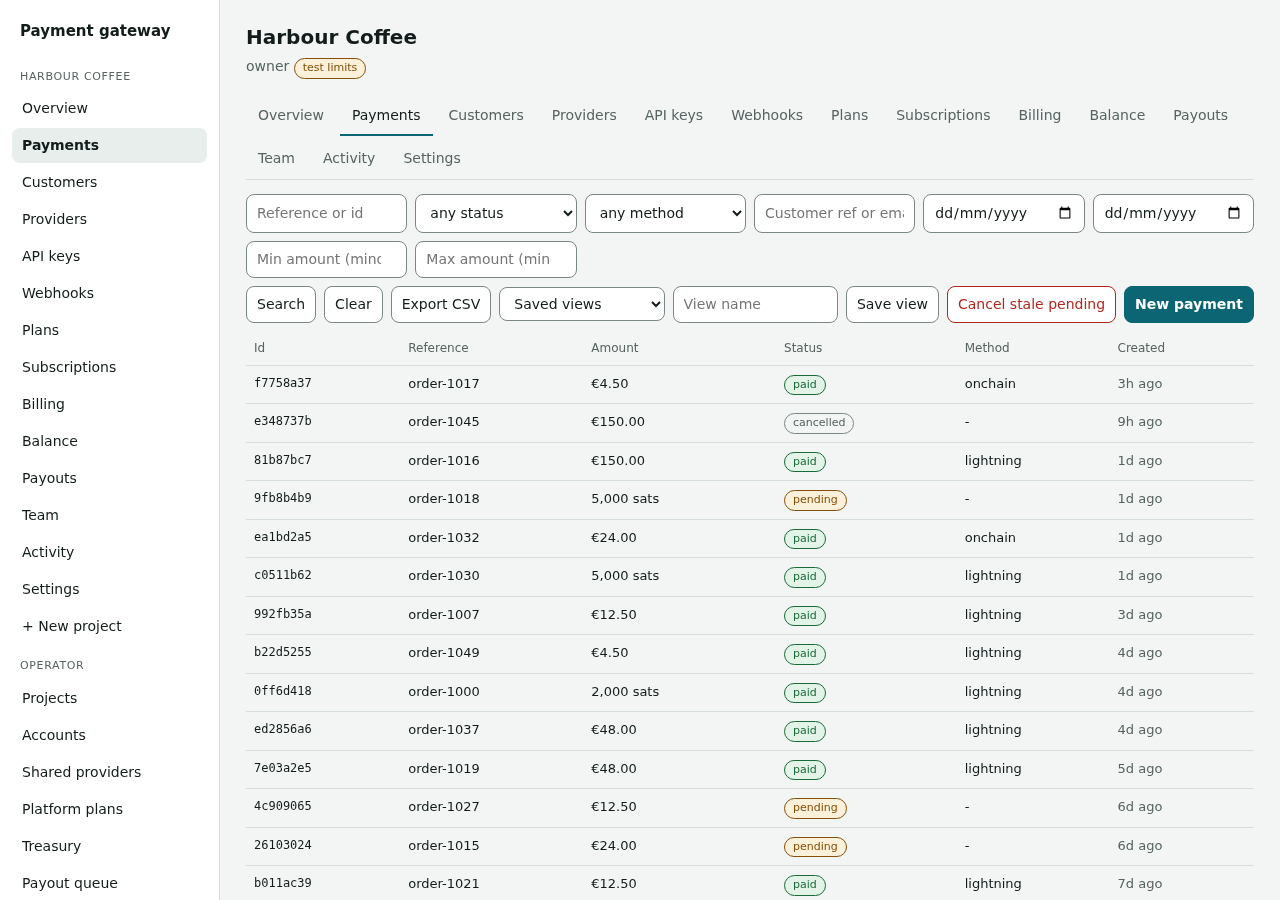 Payment gateway
HARBOUR COFFEE
Overview
Payments
Customers
Providers
API keys
Webhooks
Plans
Subscriptions
Billing
Balance
Payouts
Team
Activity
Settings
+ New project
OPERATOR
Projects
Accounts
Shared providers
Platform plans
Treasury
Payout queue
Harbour Coffee
owner test limits
Overview Payments Customers Providers API keys Webhooks Plans Subscriptions Billing Balance Payouts
Team Activity Settings
Reference or id any status any method Customer ref or ema dd/mm/yyyy dd/mm/yyyy
Min amount (minc Max amount (min
Search Clear Export CSV Saved views View name Save view Cancel stale pending New payment
Id Reference Amount Status Method Created
f7758a37 order-1017 €4.50 paid onchain 3h ago
e348737b order-1045 €150.00 cancelled - 9h ago
81b87bc7 order-1016 €150.00 paid lightning 1d ago
9fb8b4b9 order-1018 5,000 sats pending - 1d ago
ea1bd2a5 order-1032 €24.00 paid onchain 1d ago
c0511b62 order-1030 5,000 sats paid lightning 1d ago
992fb35a order-1007 €12.50 paid lightning 3d ago
b22d5255 order-1049 €4.50 paid lightning 4d ago
0ff6d418 order-1000 2,000 sats paid lightning 4d ago
ed2856a6 order-1037 €48.00 paid lightning 4d ago
7e03a2e5 order-1019 €48.00 paid lightning 5d ago
4c909065 order-1027 €12.50 pending - 6d ago
26103024 order-1015 €24.00 pending - 6d ago
b011ac39 order-1021 €12.50 paid lightning 7d ago